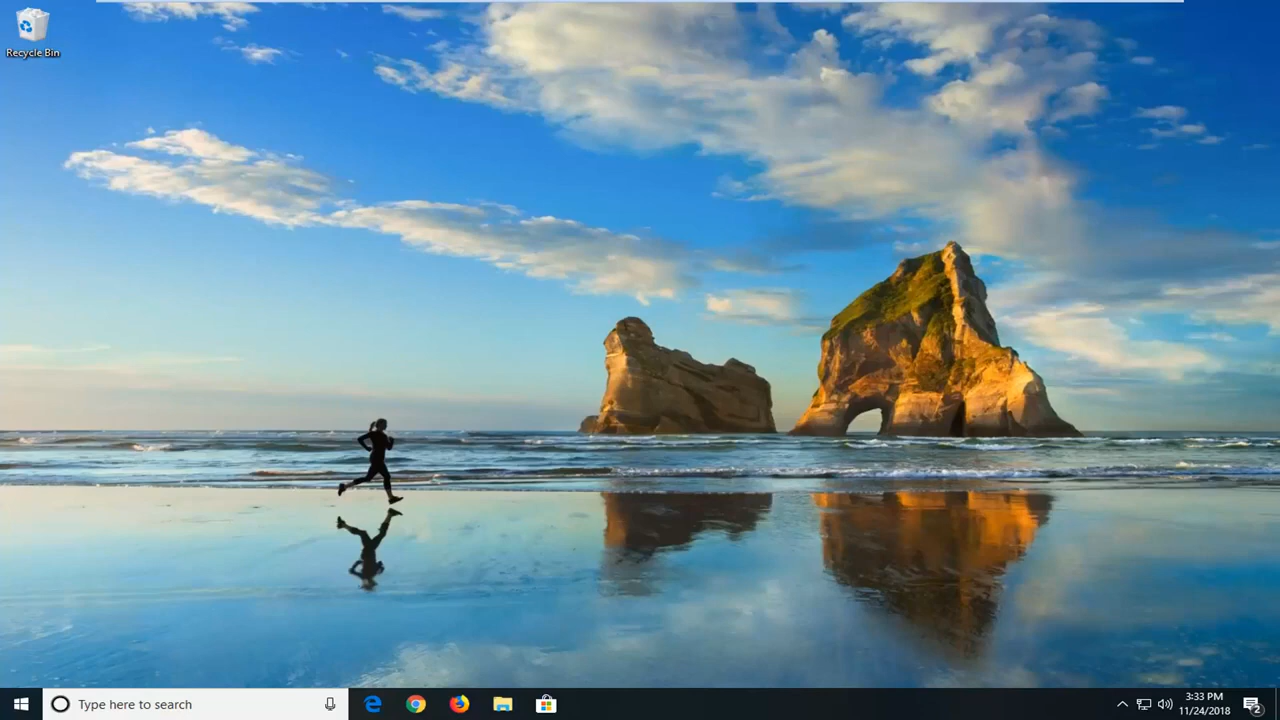 Recycle Bin
Type here to search
3:33 PM
11/24/2018
2